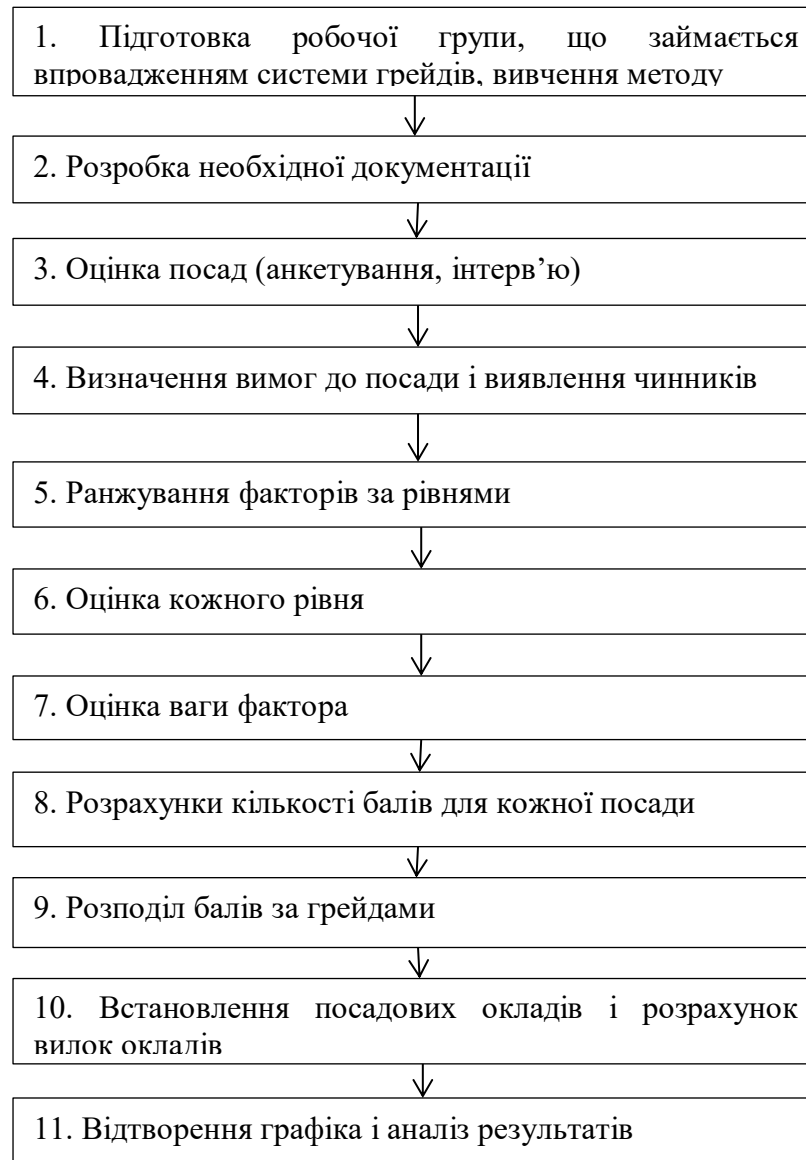 1. Підготовка робочої групи, що займається
впровадженням системи грейдів, вивчення методу
2. Розробка необхідної документації
3. Оцінка посад (анкетування, інтерв’ю)
4. Визначення вимог до посади і виявлення чинників
5. Ранжування факторів за рівнями
6. Оцінка кожного рівня
7. Оцінка ваги фактора
8. Розрахунки кількості балів для кожної посади
9. Розподіл балів за грейдами
10. Встановлення посадових окладів і розрахунок
вилок окладів
11. Відтворення графіка і аналіз результатів